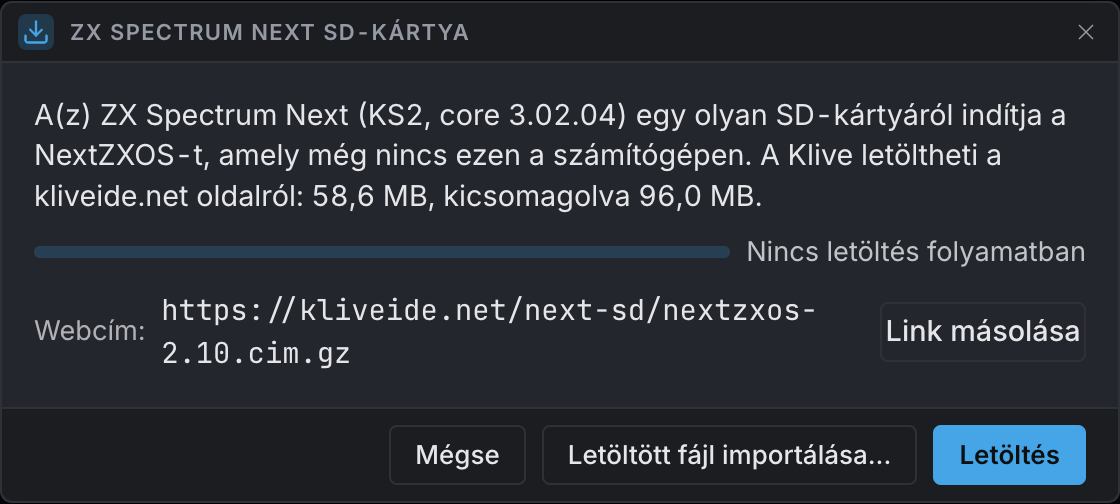 ZX SPECTRUM NEXT SD-KÁRTYA
A(z) ZX Spectrum Next (KS2, core 3.02.04) egy olyan SD-kártyáról indítja a
NextZXOS-t, amely még nincs ezen a számítógépen. A Klive letöltheti a
kliveide.net oldalról: 58,6 MB, kicsomagolva 96,0 MB.
Nincs letöltés folyamatban
Webcím:
https://kliveide.net/next-sd/nextzxos-
2.10.cim.gz
Link másolása
Mégse
Letöltött fájl importálása...
Letöltés